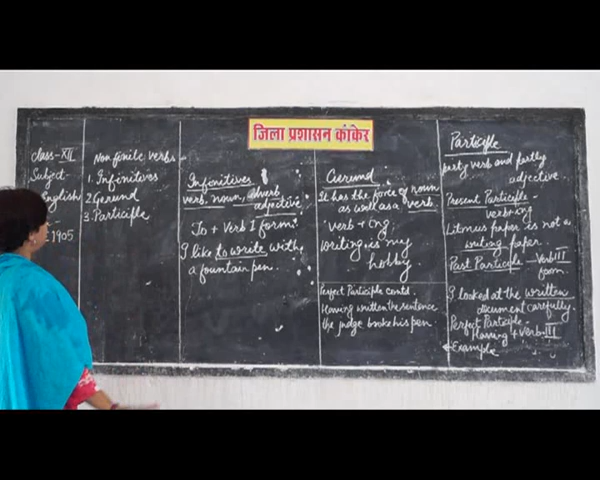 जिला प्रशासन कांकेर
class-XII
Subject-
English
1905
Non finite verbs-
1. Infinitives
2. Gerund
3. Participle
Infinitives
verb, noun, adverb
adjective
To + Verb I form
I like to write with
a fountain pen.
Gerund
It has the force of noun
as well as a verb.
Verb + ing
Writing is my
hobby
Perfect Participle contd.
Having written the sentence
the judge broke his pen
Participle
partly verb and partly
adjective
Present Participle -
verb+ing
Litmus paper is not a
writing paper.
Past Participle - Verb III
form.
I looked at the written
document carefully.
Perfect Participle
Having + Verb III
Example